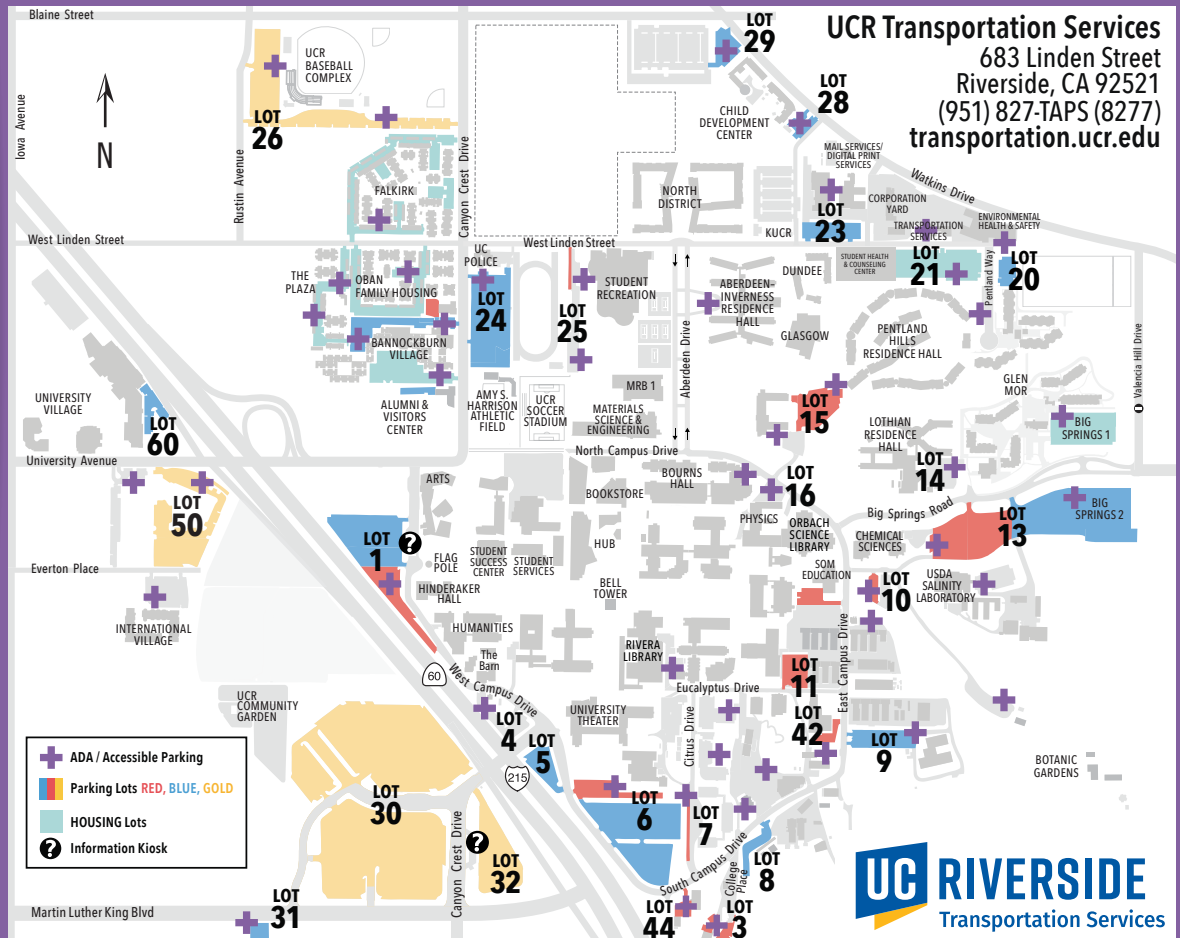 Blaine Street
UCR Transportation Services
683 Linden Street
Riverside, CA 92521
(951) 827-TAPS (8277)
transportation.ucr.edu
LOT
29
UCR
BASEBALL
COMPLEX
LOT
28
CHILD
DEVELOPMENT
CENTER
LOT
26
Iowa Avenue
N
Rustin Avenue
Canyon Crest Drive
MAIL SERVICES/
DIGITAL PRINT
SERVICES
Watkins Drive
FALKIRK
NORTH
DISTRICT
CORPORATION
YARD
LOT
23
KUCR
TRANSPORTATION
SERVICES
ENVIRONMENTAL
HEALTH & SAFETY
West Linden Street
UC
POLICE
West Linden Street
STUDENT HEALTH
& COUNSELING
CENTER
LOT
21
Pentland Way
LOT
20
THE
PLAZA
OBAN
FAMILY HOUSING
LOT
24
STUDENT
RECREATION
LOT
25
ABERDEEN-
INVERNESS
RESIDENCE
HALL
DUNDEE
GLASGOW
PENTLAND
HILLS
RESIDENCE HALL
Aberdeen Drive
Valencia Hill Drive
BANNOCKBURN
VILLAGE
GLEN
MOR
UNIVERSITY
VILLAGE
LOT
60
ALUMNI &
VISITORS
CENTER
AMY S.
HARRISON
ATHLETIC
FIELD
UCR
SOCCER
STADIUM
MRB 1
MATERIALS
SCIENCE &
ENGINEERING
LOT
15
LOTHIAN
RESIDENCE
HALL
BIG
SPRINGS 1
University Avenue
North Campus Drive
LOT
14
ARTS
BOURNS
HALL
LOT
16
BOOKSTORE
LOT
50
PHYSICS
ORBACH
SCIENCE
LIBRARY
Big Springs Road
LOT
13
BIG
SPRINGS 2
LOT
1
?
FLAG
POLE
STUDENT
SUCCESS
CENTER
STUDENT
SERVICES
HUB
CHEMICAL
SCIENCES
Everton Place
HINDERAKER
HALL
BELL
TOWER
SOM
EDUCATION
LOT
10
USDA
SALINITY
LABORATORY
INTERNATIONAL
VILLAGE
HUMANITIES
The
Barn
RIVERA
LIBRARY
East Campus Drive
60
West Campus Drive
LOT
11
Eucalyptus Drive
UCR
COMMUNITY
GARDEN
LOT
4
UNIVERSITY
THEATER
Citrus Drive
LOT
42
LOT
5
LOT
9
BOTANIC
GARDENS
215
ADA / Accessible Parking
Parking Lots RED, BLUE, GOLD
HOUSING Lots
? Information Kiosk
LOT
30
LOT
6
LOT
7
Canyon Crest Drive
?
LOT
32
South Campus Drive
College
Place
LOT
8
Martin Luther King Blvd
LOT
31
LOT
44
LOT
3
UC RIVERSIDE
Transportation Services